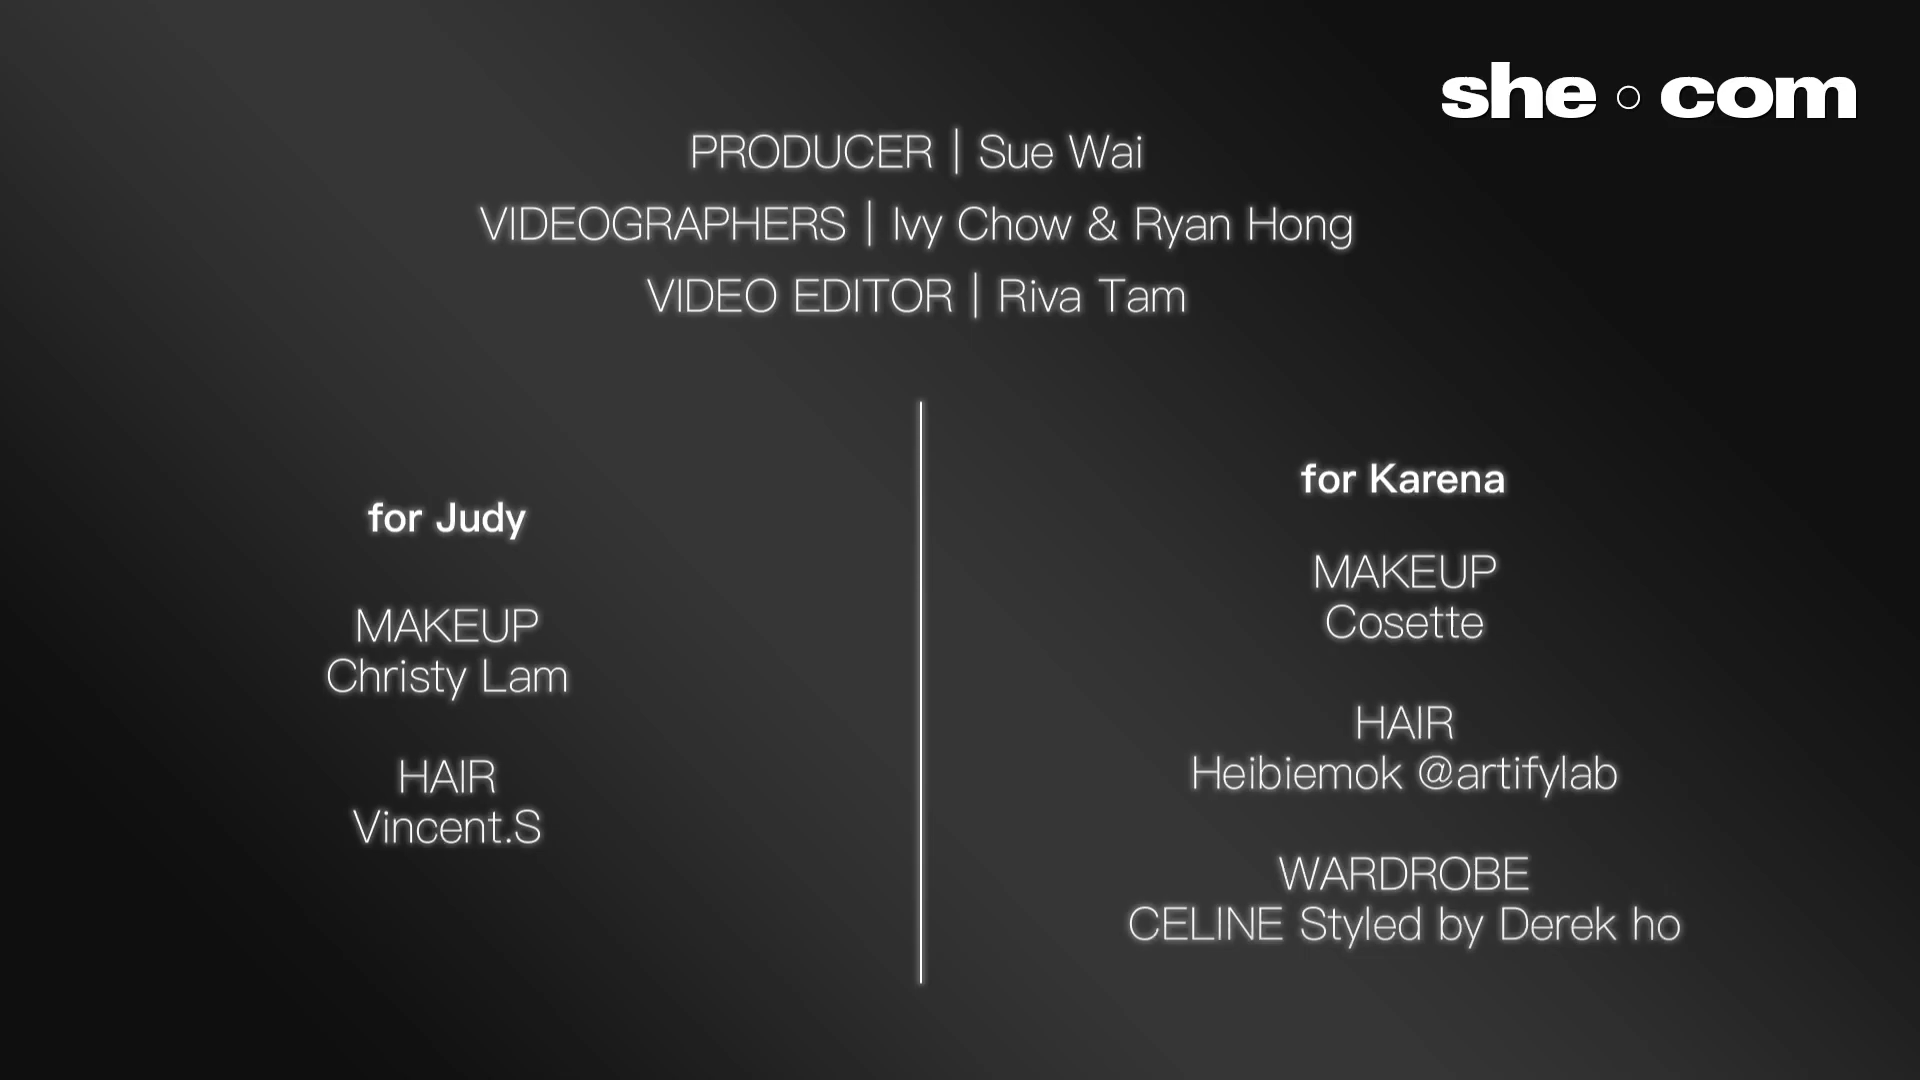 she com
PRODUCER | Sue Wai
VIDEOGRAPHERS | Ivy Chow & Ryan Hong
VIDEO EDITOR | Riva Tam
for Judy
MAKEUP
Christy Lam
HAIR
Vincent.S
for Karena
MAKEUP
Cosette
HAIR
Heibiemok @artifylab
WARDROBE
CELINE Styled by Derek ho